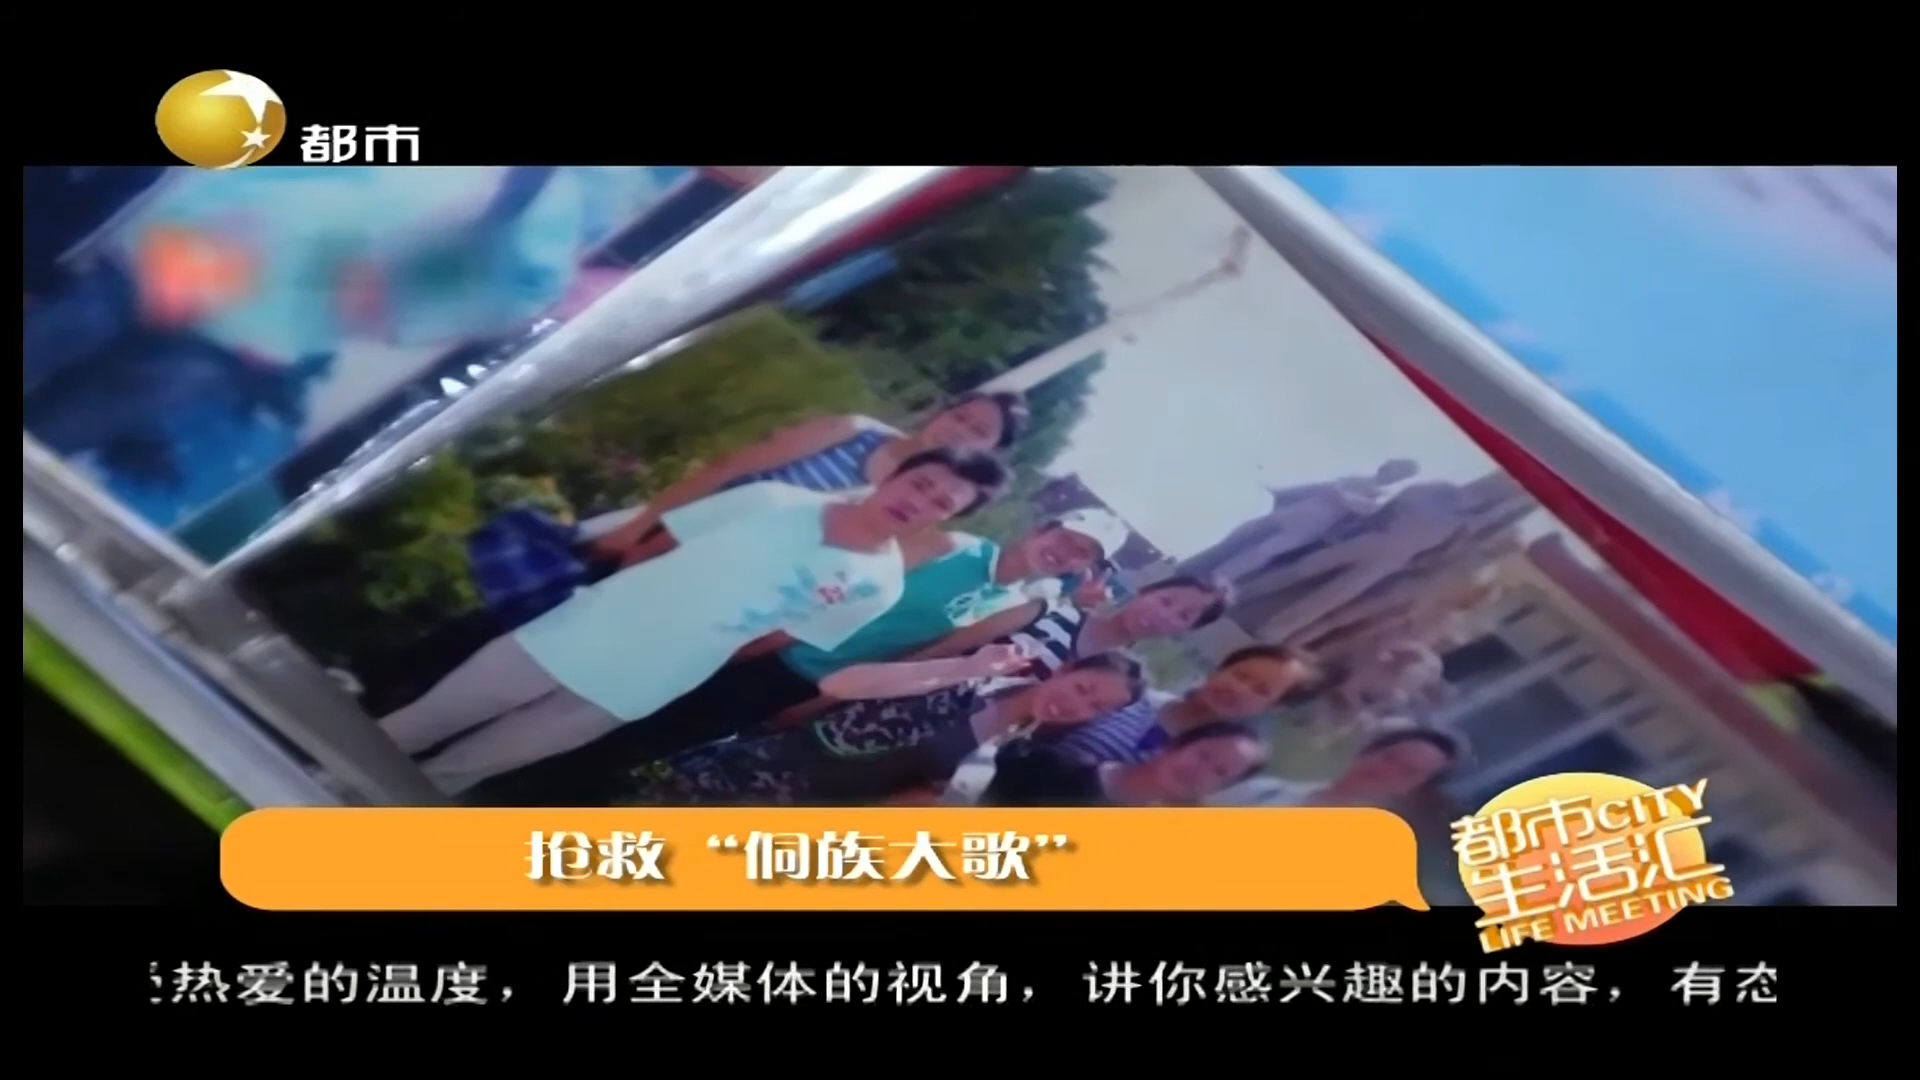 都市
抢救“侗族大歌”
都市CITY
生活汇
LIFE MEETING
热爱的温度，用全媒体的视角，讲你感兴趣的内容，有态